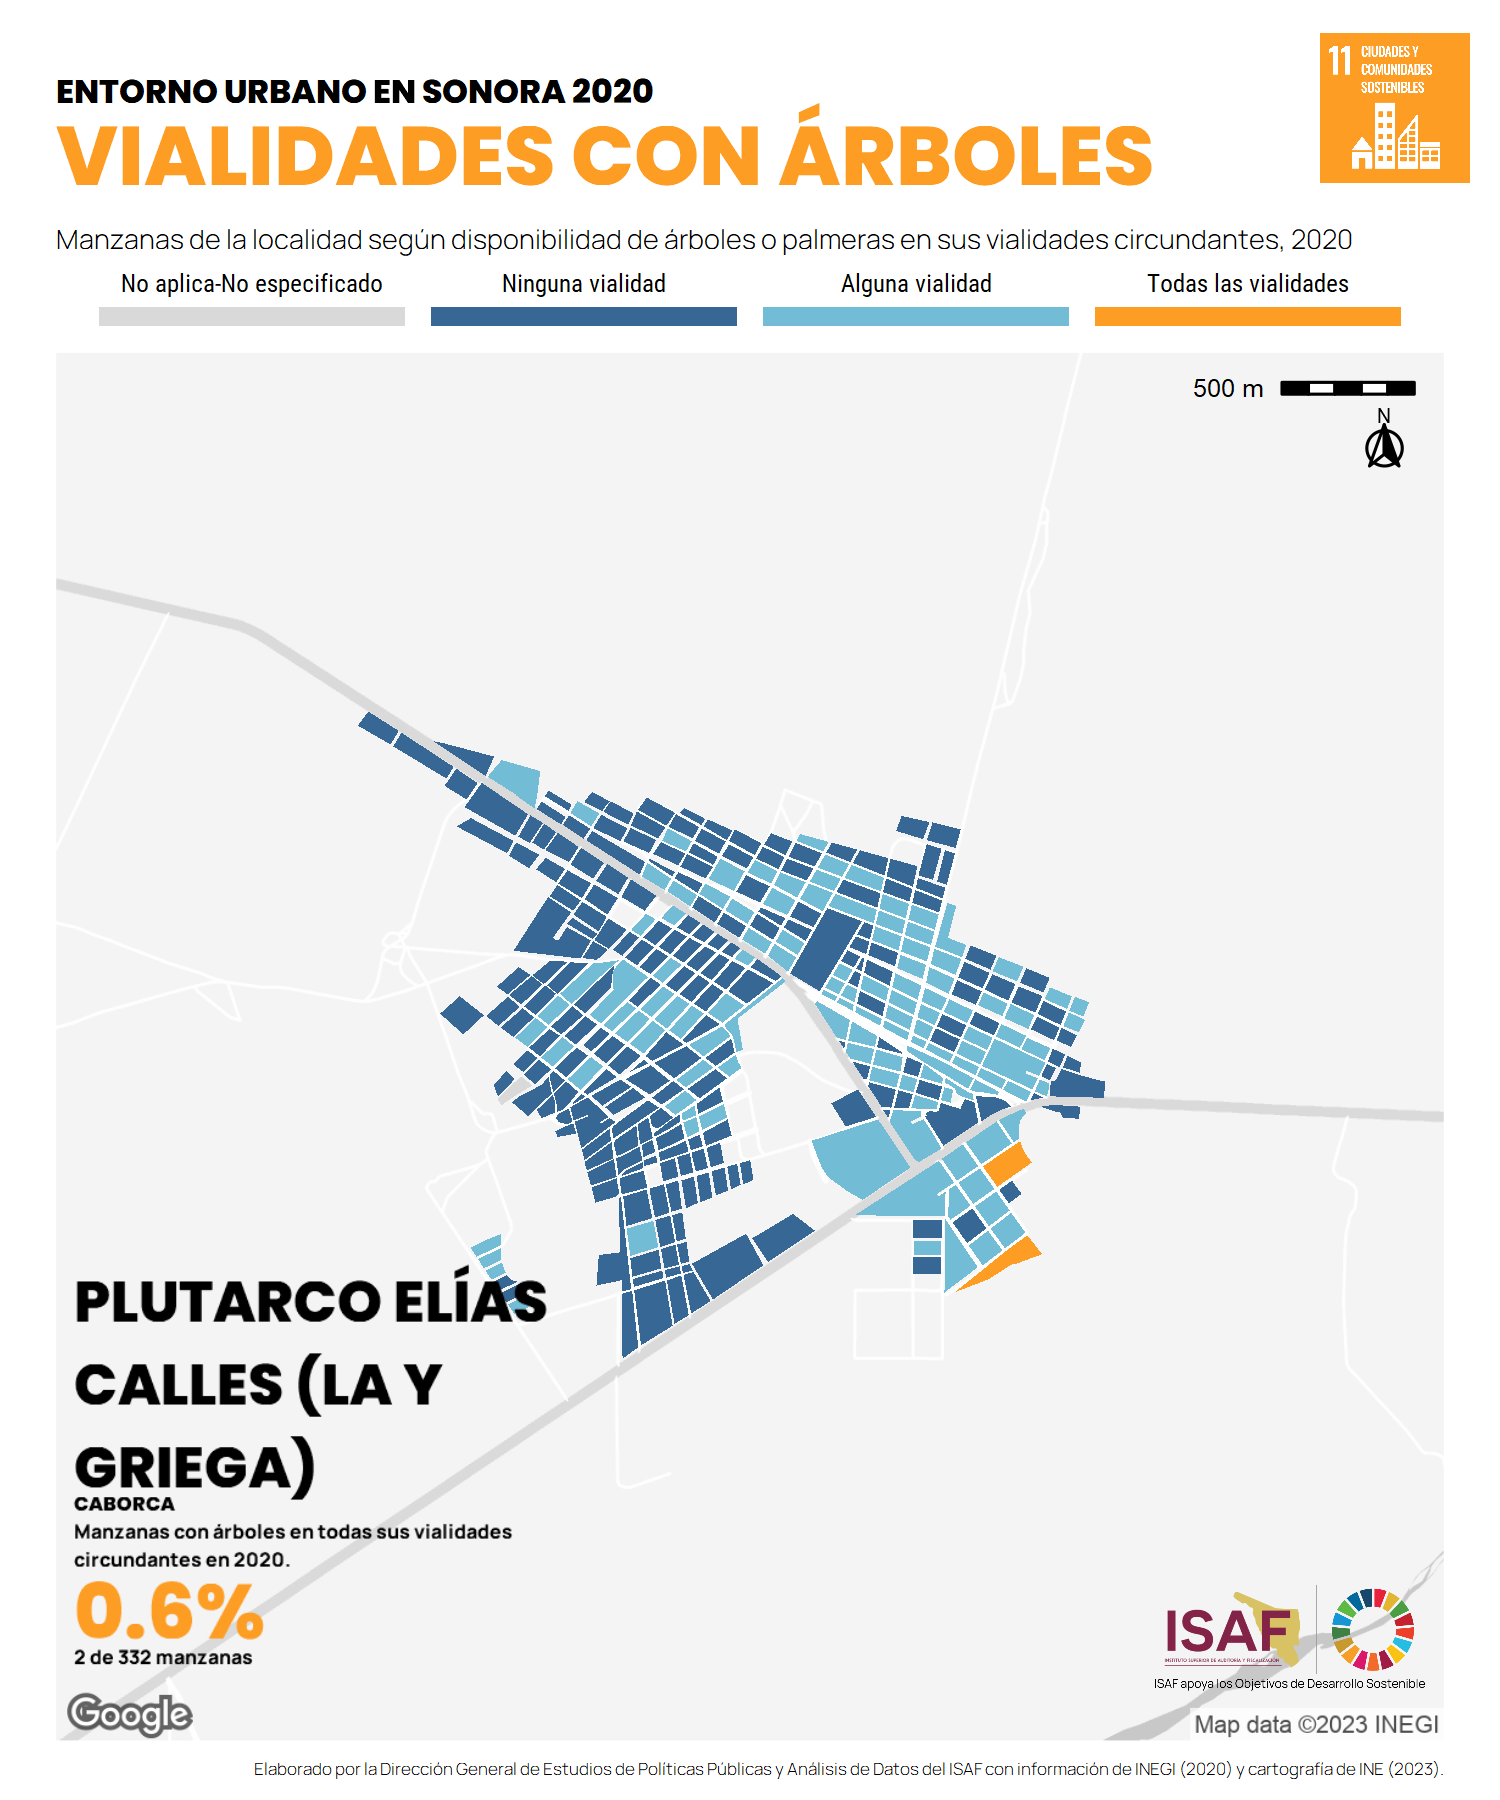 ENTORNO URBANO EN SONORA 2020
VIALIDADES CON ÁRBOLES
11 CIUDADES Y
COMUNIDADES
SOSTENIBLES
Manzanas de la localidad según disponibilidad de árboles o palmeras en sus vialidades circundantes, 2020
No aplica-No especificado
Ninguna vialidad
Alguna vialidad
Todas las vialidades
500 m
N
PLUTARCO ELÍAS
CALLES (LA Y
GRIEGA)
CABORCA
Manzanas con árboles en todas sus vialidades
circundantes en 2020.
0.6%
2 de 332 manzanas
Google
ISAF
INSTITUTO SUPERIOR DE AUDITORÍA Y FISCALIZACIÓN
ISAF apoya los Objetivos de Desarrollo Sostenible
Map data ©2023 INEGI
Elaborado por la Dirección General de Estudios de Políticas Públicas y Análisis de Datos del ISAF con información de INEGI (2020) y cartografía de INE (2023).